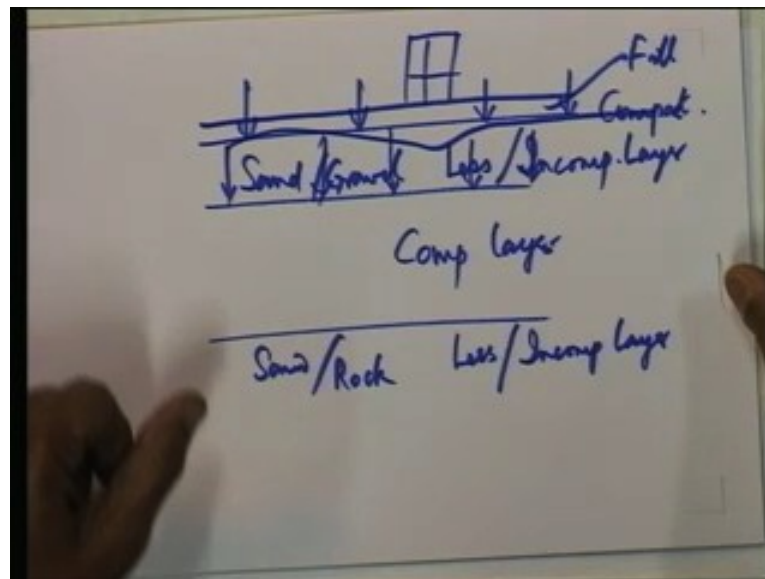 Fill
Compact.
Sand/Gravel Less/Incomp. Layer
Comp layer
Sand/Rock Less/Incomp layer